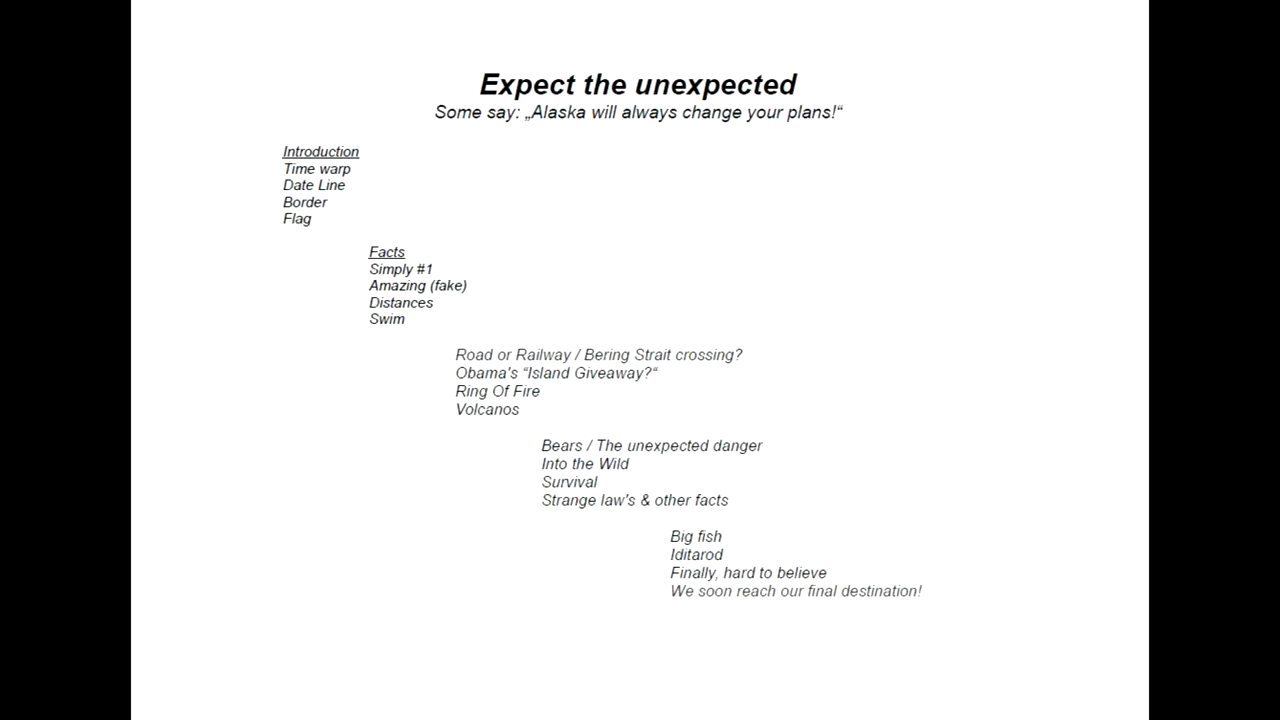 Expect the unexpected
Some say: „Alaska will always change your plans!“
Introduction
Time warp
Date Line
Border
Flag
Facts
Simply #1
Amazing (fake)
Distances
Swim
Road or Railway / Bering Strait crossing?
Obama's “Island Giveaway?“
Ring Of Fire
Volcanos
Bears / The unexpected danger
Into the Wild
Survival
Strange law's & other facts
Big fish
Iditarod
Finally, hard to believe
We soon reach our final destination!